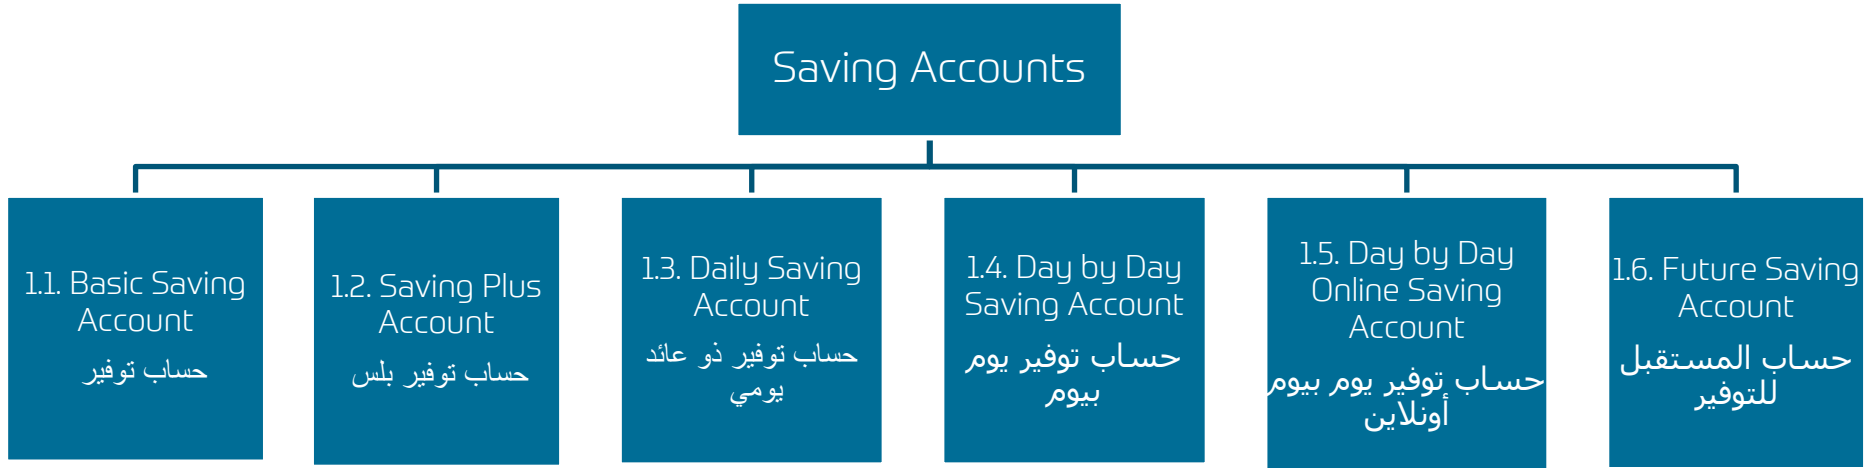 Saving Accounts
1.1. Basic Saving
Account
حساب توفير
1.2. Saving Plus
Account
حساب توفير بلس
1.3. Daily Saving
Account
حساب توفير ذو عائد
يومي
1.4. Day by Day
Saving Account
حساب توفير يوم
بيوم
1.5. Day by Day
Online Saving
Account
حساب توفير يوم بيوم
أونلاين
1.6. Future Saving
Account
حساب المستقبل
للتوفير